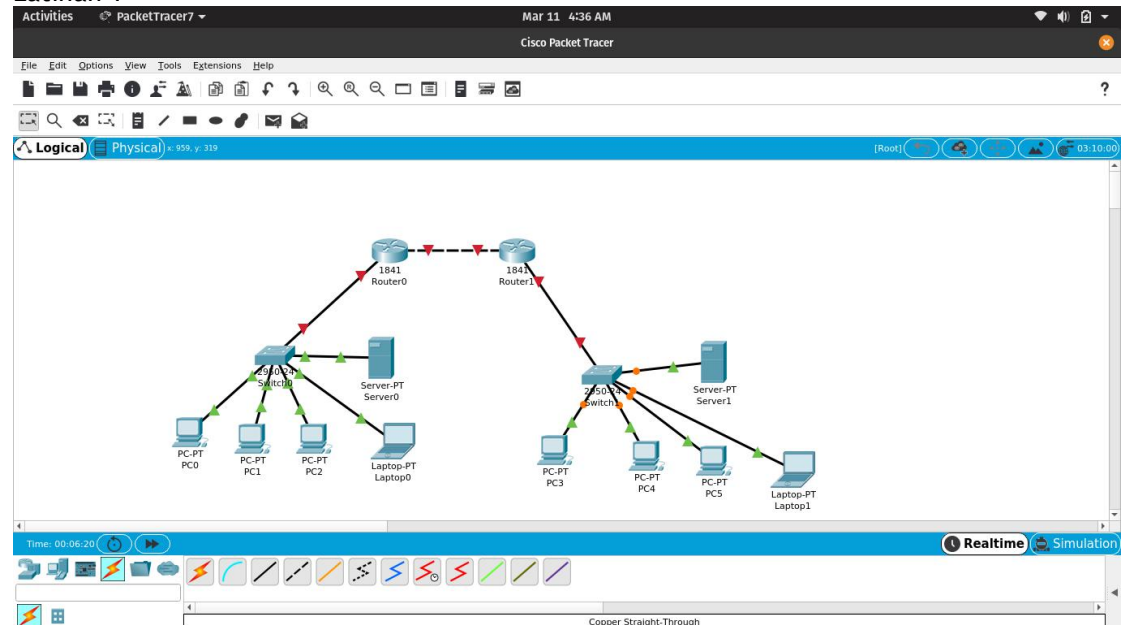 Activities PacketTracer7 Mar 11 4:36 AM
Cisco Packet Tracer
File Edit Options View Tools Extensions Help
?
Logical Physical x: 959, y: 319 [Root] 03:10:00
1841
Router0
1841
Router1
2950-24
Switch0
Server-PT
Server0
2950-24
Switch1
Server-PT
Server1
PC-PT
PC0
PC-PT
PC1
PC-PT
PC2
Laptop-PT
Laptop0
PC-PT
PC3
PC-PT
PC4
PC-PT
PC5
Laptop-PT
Laptop1
Time: 00:06:20 Realtime Simulation
Copper Straight-Through